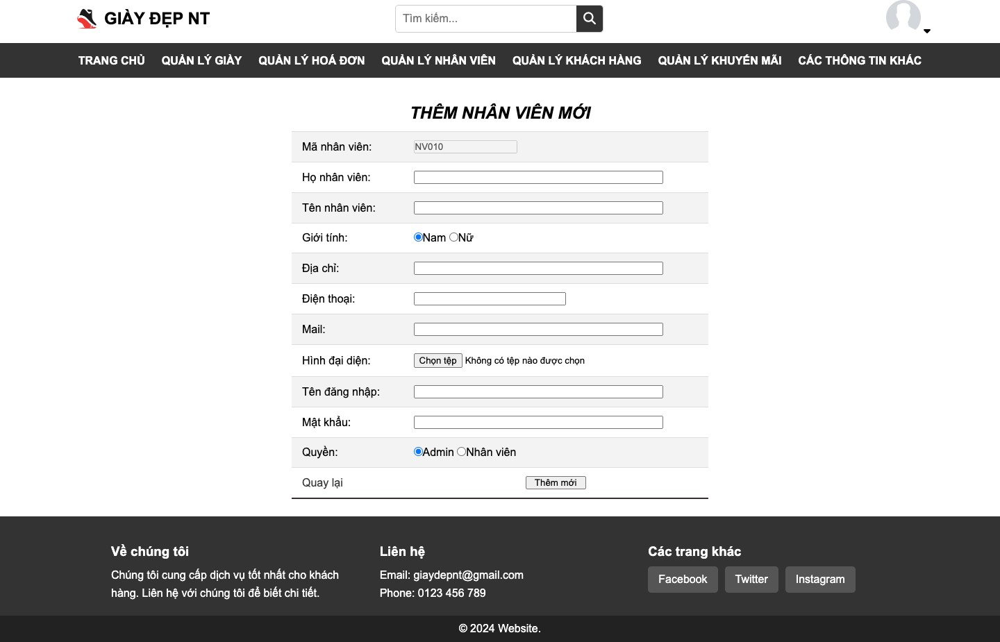 GIÀY ĐẸP NT
Tìm kiếm...
TRANG CHỦ QUẢN LÝ GIÀY QUẢN LÝ HOÁ ĐƠN QUẢN LÝ NHÂN VIÊN QUẢN LÝ KHÁCH HÀNG QUẢN LÝ KHUYẾN MÃI CÁC THÔNG TIN KHÁC
THÊM NHÂN VIÊN MỚI
Mã nhân viên: NV010
Họ nhân viên:
Tên nhân viên:
Giới tính: Nam Nữ
Địa chỉ:
Điện thoại:
Mail:
Hình đại diện: Chọn tệp Không có tệp nào được chọn
Tên đăng nhập:
Mật khẩu:
Quyền: Admin Nhân viên
Quay lại Thêm mới
Về chúng tôi
Chúng tôi cung cấp dịch vụ tốt nhất cho khách
hàng. Liên hệ với chúng tôi để biết chi tiết.
Liên hệ
Email: giaydepnt@gmail.com
Phone: 0123 456 789
Các trang khác
Facebook Twitter Instagram
© 2024 Website.